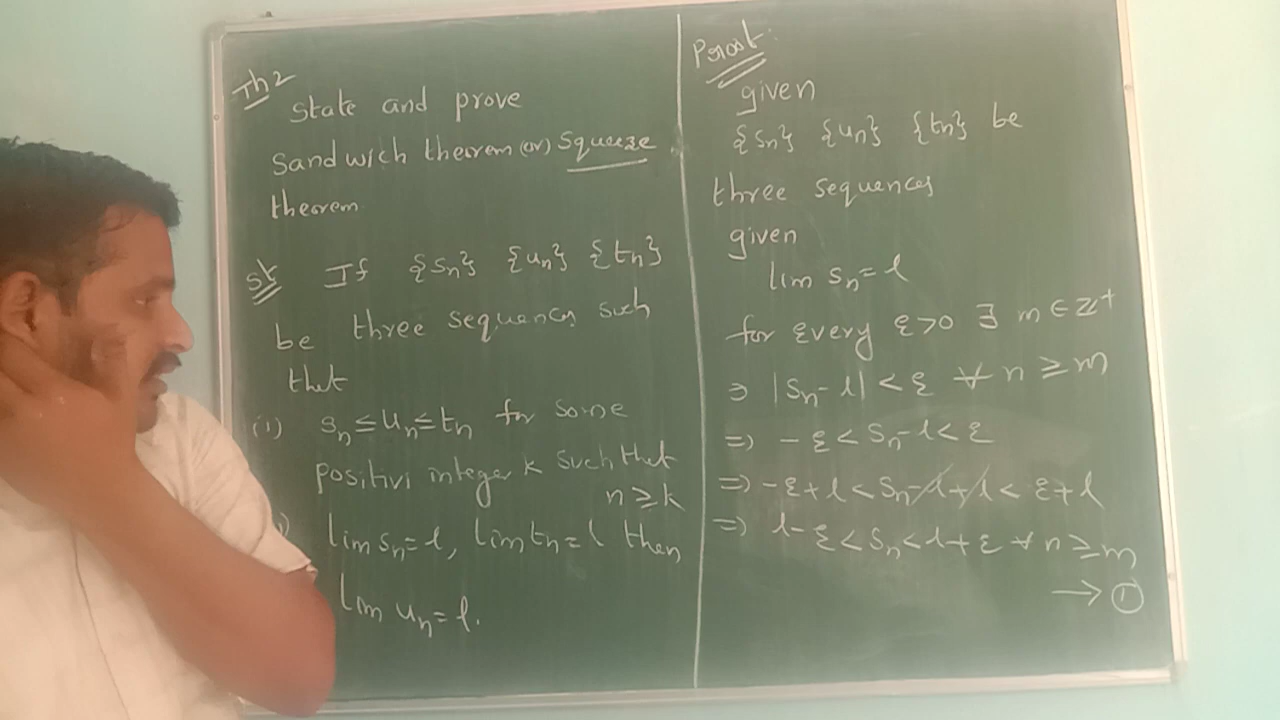 Th2
State and prove
Sandwich theorem (or) Squeeze
theorem.
St If {sn} {un} {tn}
be three sequences such
that
(1) sn ≤ un ≤ tn for some
positivi integer k such that
n ≥ k
lim sn = l, lim tn = l then
lim un = l.
Proof:
given
{sn} {un} {tn} be
three sequences
given
lim sn = l
for every ε > 0 ∃ m ∈ Z+
⇒ |sn - l| < ε ∀ n ≥ m
⇒ -ε < sn - l < ε
⇒ -ε + l < sn - l + l < ε + l
⇒ l - ε < sn < l + ε ∀ n ≥ m
→ ①